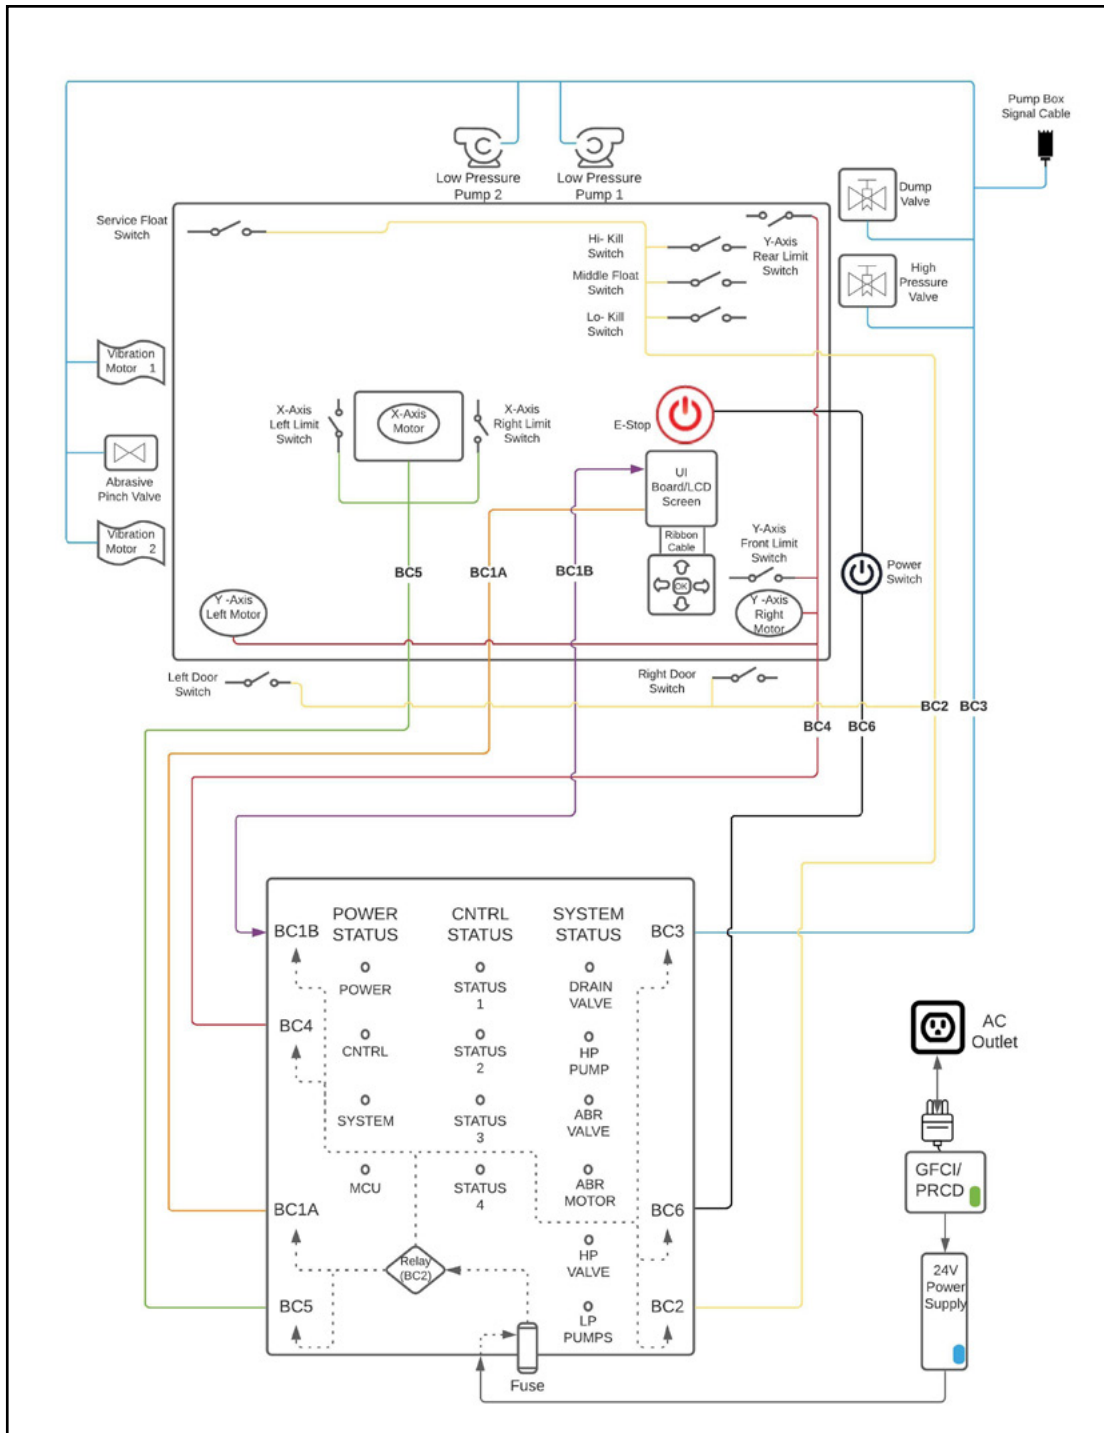 Pump Box
Signal Cable
Low Pressure
Pump 2
Low Pressure
Pump 1
Dump
Valve
Service Float
Switch
Hi- Kill
Switch
Y-Axis
Rear Limit
Switch
High
Pressure
Valve
Middle Float
Switch
Lo- Kill
Switch
Vibration
Motor 1
X-Axis
Left Limit
Switch
X-Axis
Motor
X-Axis
Right Limit
Switch
E-Stop
Abrasive
Pinch Valve
UI
Board/LCD
Screen
Vibration
Motor 2
Ribbon
Cable
Y-Axis
Front Limit
Switch
Power
Switch
BC5
BC1A
BC1B
OK
Y -Axis
Left Motor
Y -Axis
Right
Motor
Left Door
Switch
Right Door
Switch
BC4
BC6
BC2
BC3
POWER
STATUS
CNTRL
STATUS
SYSTEM
STATUS
BC1B
BC3
POWER
STATUS
1
DRAIN
VALVE
BC4
CNTRL
STATUS
2
HP
PUMP
SYSTEM
STATUS
3
ABR
VALVE
MCU
STATUS
4
ABR
MOTOR
BC1A
BC6
HP
VALVE
Relay
(BC2)
BC5
BC2
LP
PUMPS
Fuse
AC
Outlet
GFCI/
PRCD
24V
Power
Supply